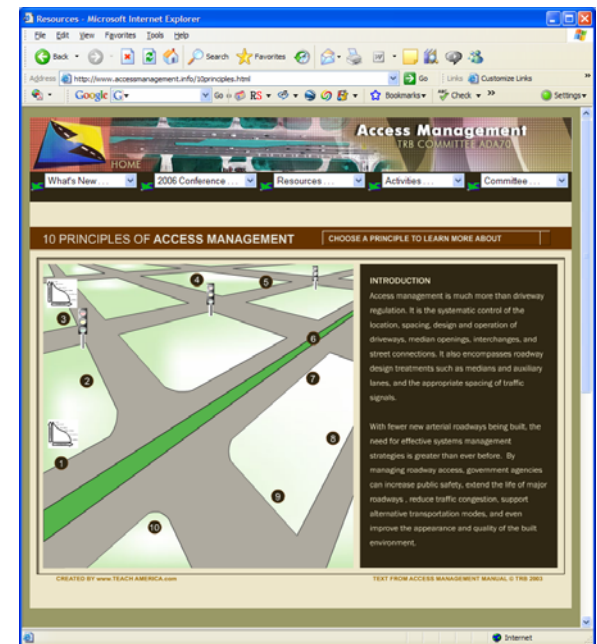 Resources - Microsoft Internet Explorer
File Edit View Favorites Tools Help
Back Search Favorites
Address http://www.accessmanagement.info/10principles.html Go Links Customize Links »
Google G Go RS Bookmarks Check » Settings
Access Management
TRB COMMITTEE ADA70
HOME
What's New... 2006 Conference... Resources... Activities... Committee...
10 PRINCIPLES OF ACCESS MANAGEMENT CHOOSE A PRINCIPLE TO LEARN MORE ABOUT
INTRODUCTION
Access management is much more than driveway
regulation. It is the systematic control of the
location, spacing, design and operation of
driveways, median openings, interchanges, and
street connections. It also encompasses roadway
design treatments such as medians and auxiliary
lanes, and the appropriate spacing of traffic
signals.
With fewer new arterial roadways being built, the
need for effective systems management
strategies is greater than ever before. By
managing roadway access, government agencies
can increase public safety, extend the life of major
roadways , reduce traffic congestion, support
alternative transportation modes, and even
improve the appearance and quality of the built
environment.
4
5
3
6
2
7
8
1
9
10
CREATED BY www.TEACH AMERICA.com TEXT FROM ACCESS MANAGEMENT MANUAL © TRB 2003
Internet